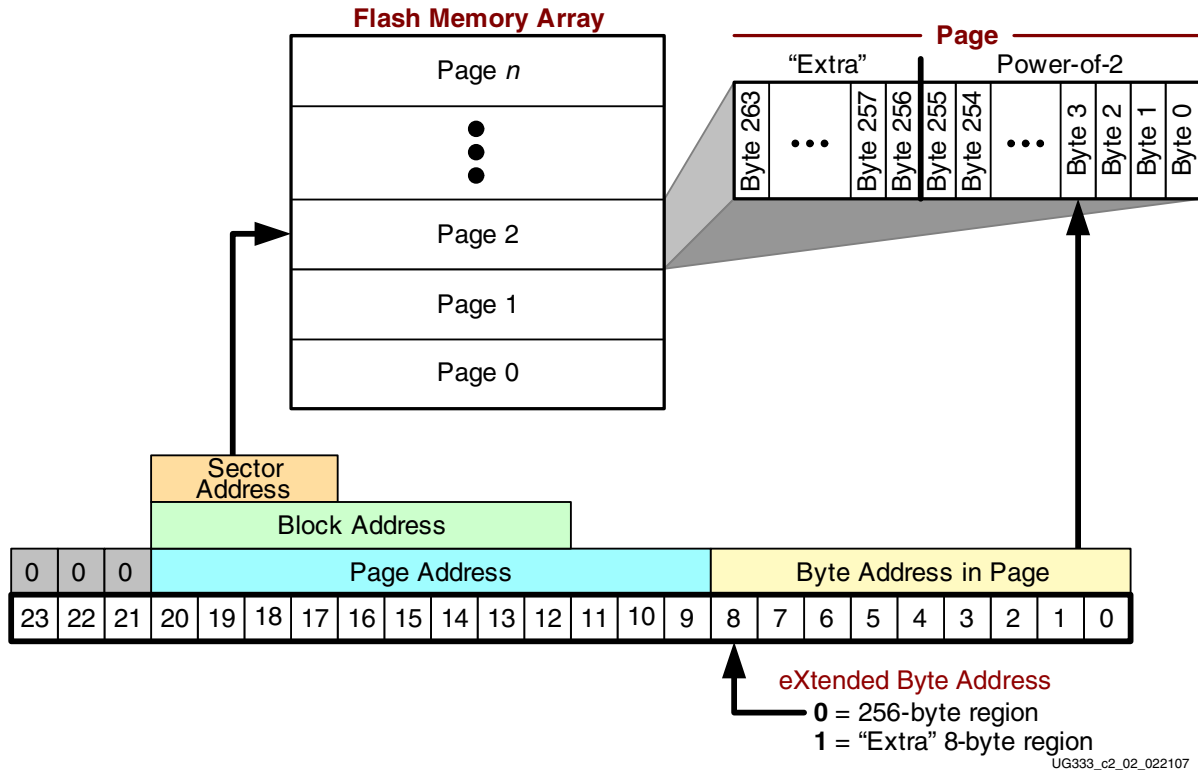 Flash Memory Array
Page
“Extra”
Power-of-2
Page n
Byte 263
•••
Byte 257
Byte 256
Byte 255
Byte 254
•••
Byte 3
Byte 2
Byte 1
Byte 0
Page 2
Page 1
Page 0
Sector
Address
Block Address
0 0 0 Page Address Byte Address in Page
23 22 21 20 19 18 17 16 15 14 13 12 11 10 9 8 7 6 5 4 3 2 1 0
eXtended Byte Address
0 = 256-byte region
1 = “Extra” 8-byte region
UG333_c2_02_022107